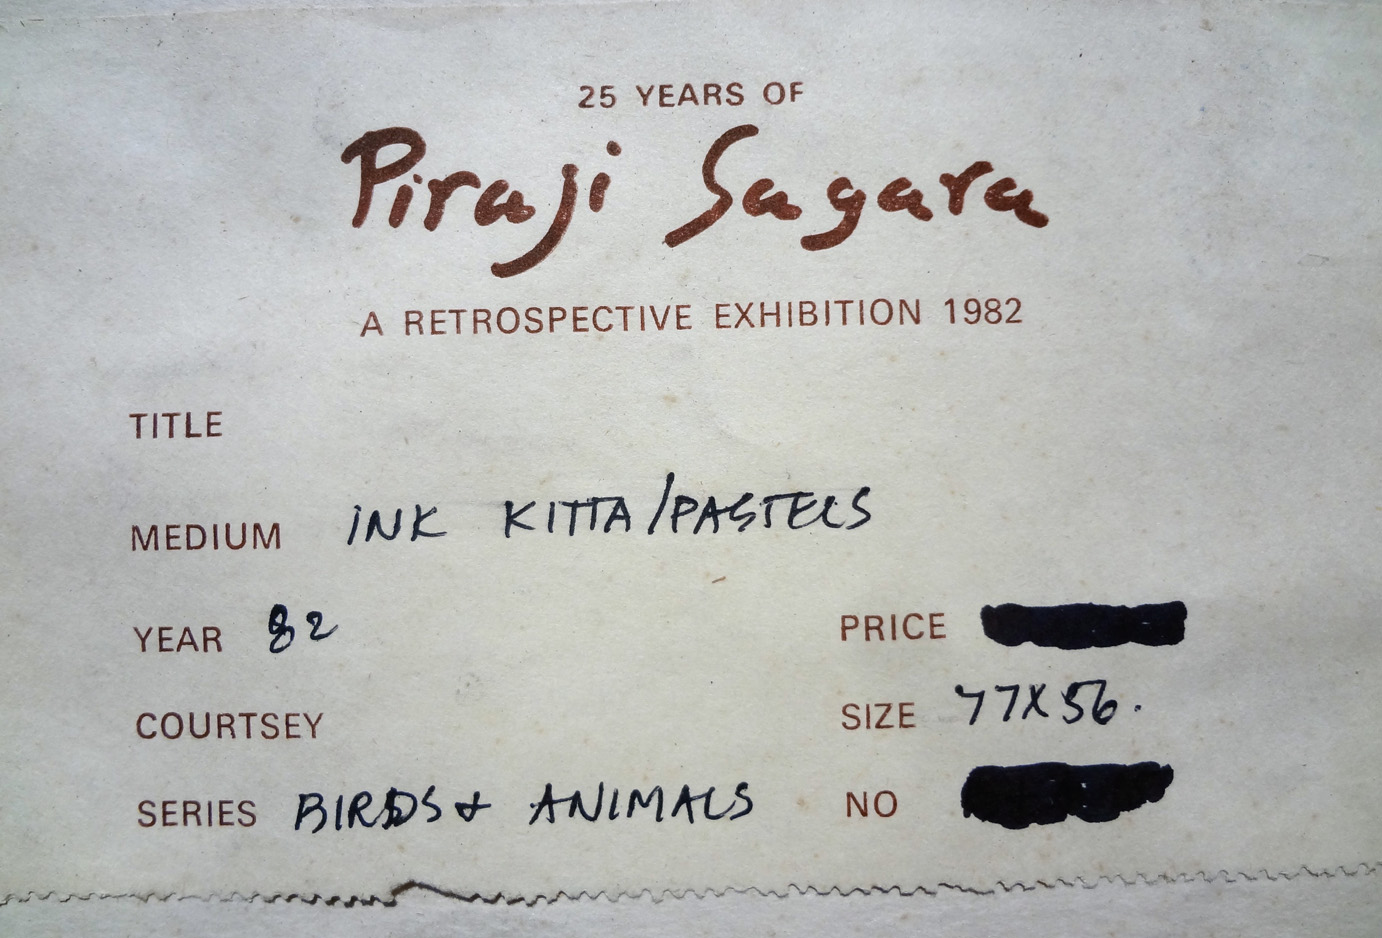 25 YEARS OF
Piraji Sagara
A RETROSPECTIVE EXHIBITION 1982
TITLE
MEDIUM INK KITTA/PASTELS
YEAR 82
PRICE
COURTSEY
SIZE 77X56.
SERIES BIRDS & ANIMALS
NO